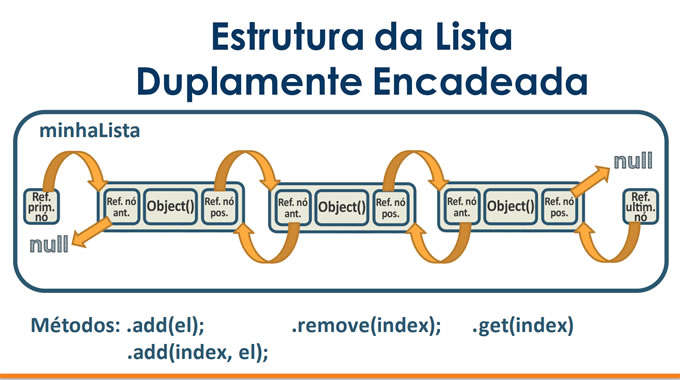 Estrutura da Lista
Duplamente Encadeada
minhaLista
null
Ref.
prim.
nó
Ref. nó
ant.
Object()
Ref. nó
pos.
Ref. nó
ant.
Object()
Ref. nó
pos.
Ref. nó
ant.
Object()
Ref. nó
pos.
Ref.
ultim.
nó
null
Métodos: .add(el); .remove(index); .get(index)
.add(index, el);